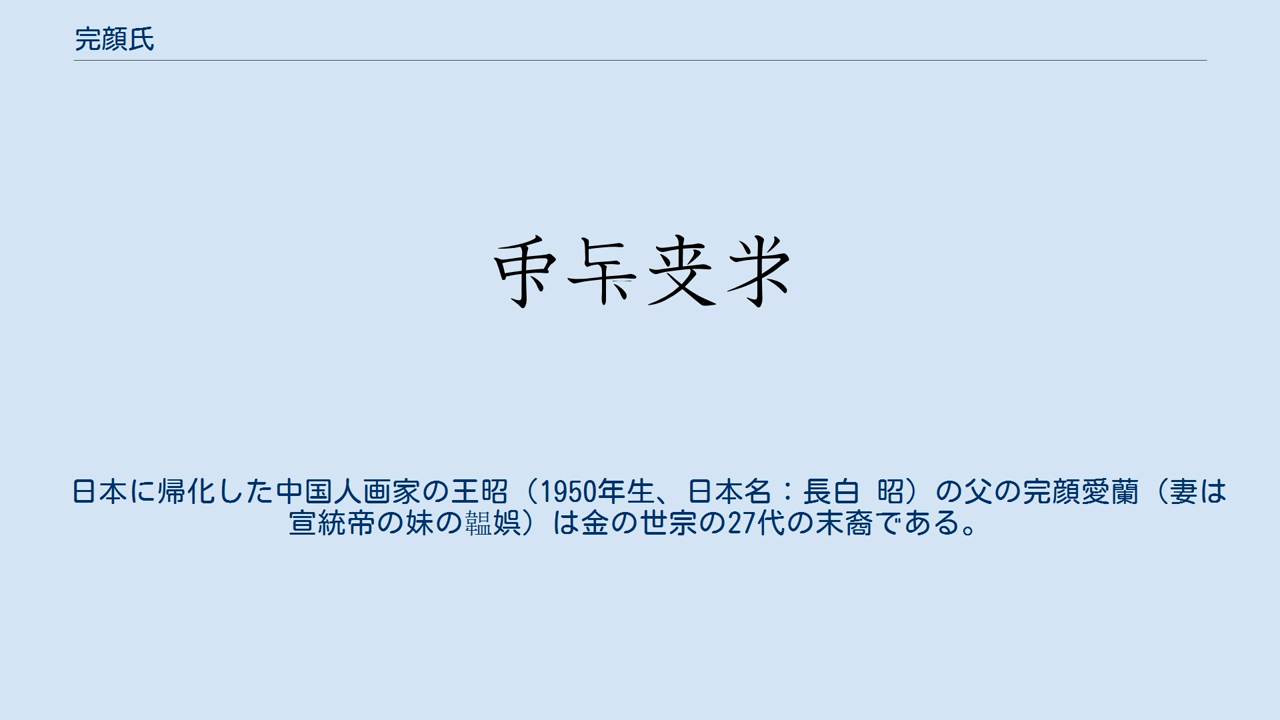 完顔氏
日本に帰化した中国人画家の王昭（1950年生、日本名：長白 昭）の父の完顔愛蘭（妻は
宣統帝の妹の韞娯）は金の世宗の27代の末裔である。